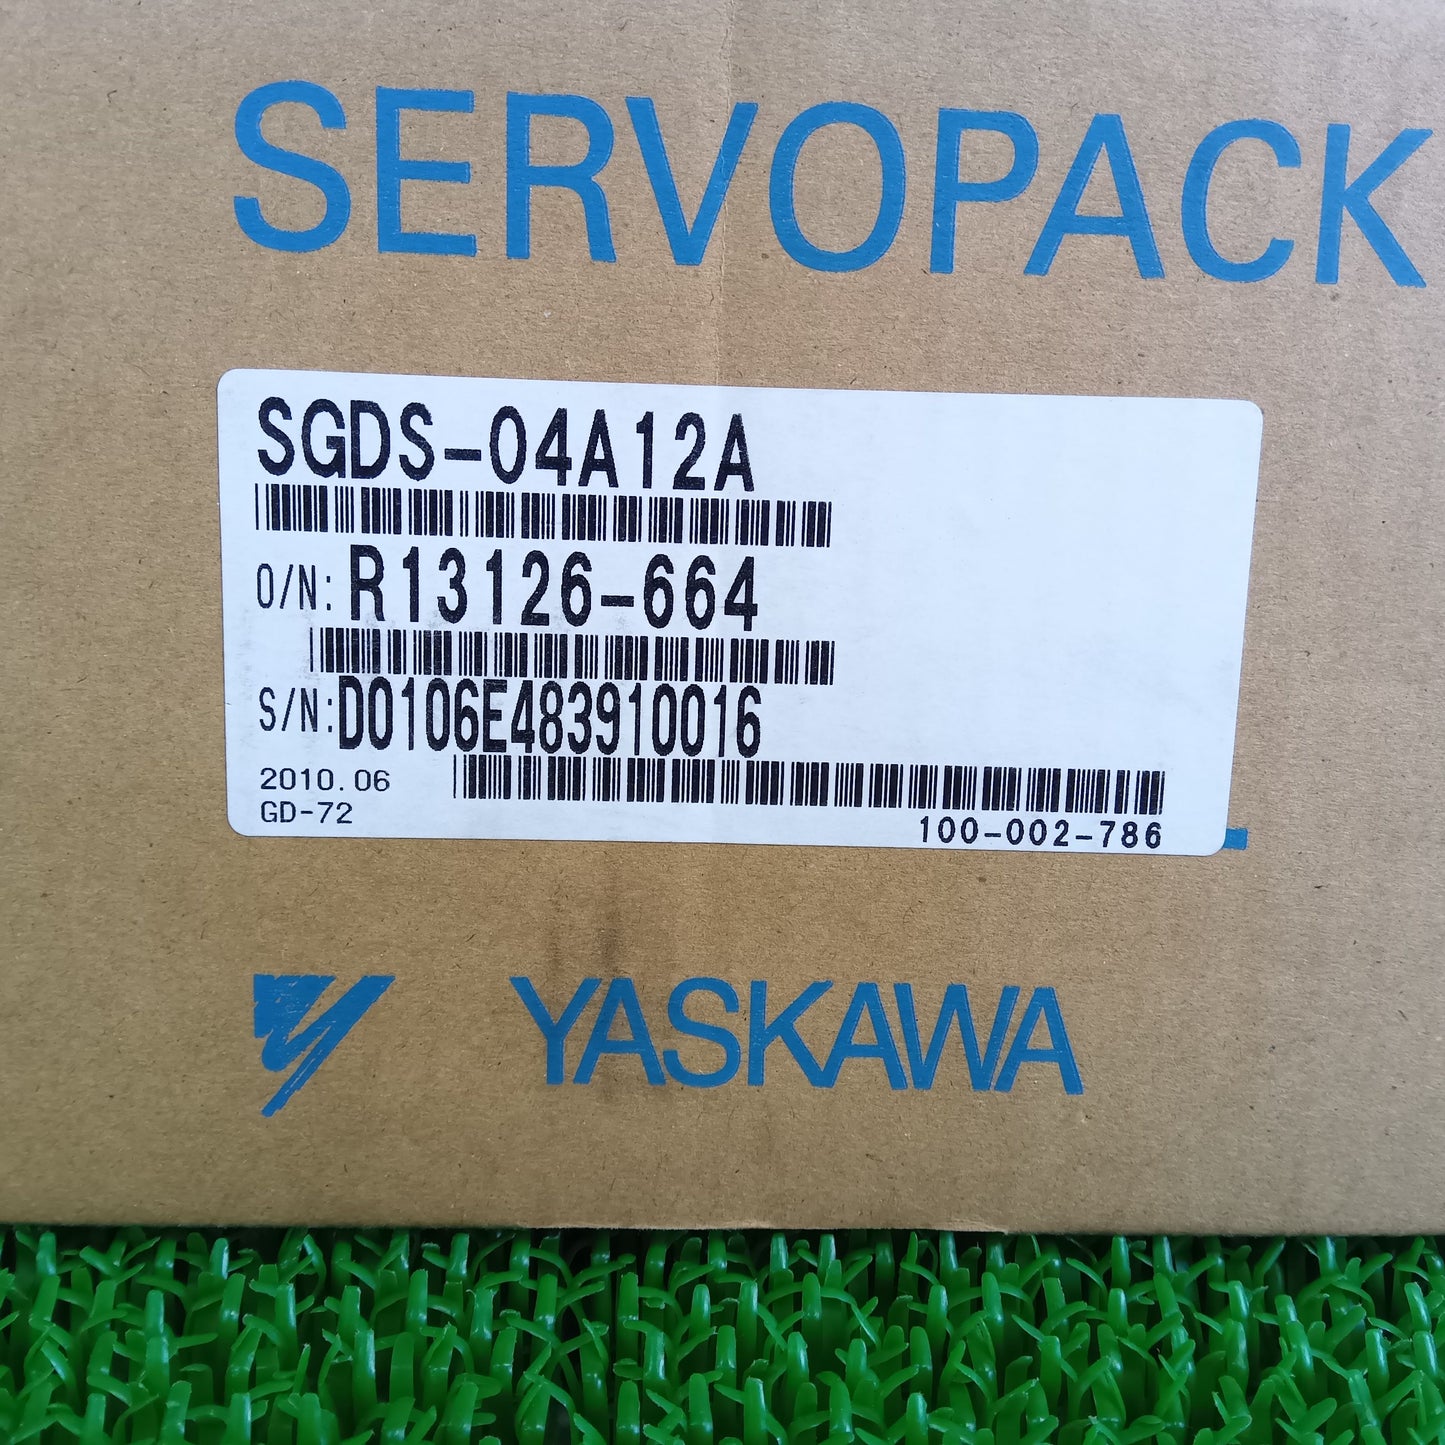 SERVOPACK
SGDS-04A12A
O/N: R13126-664
S/N: D0106E483910016
2010.06
GD-72
100-002-786
YASKAWA